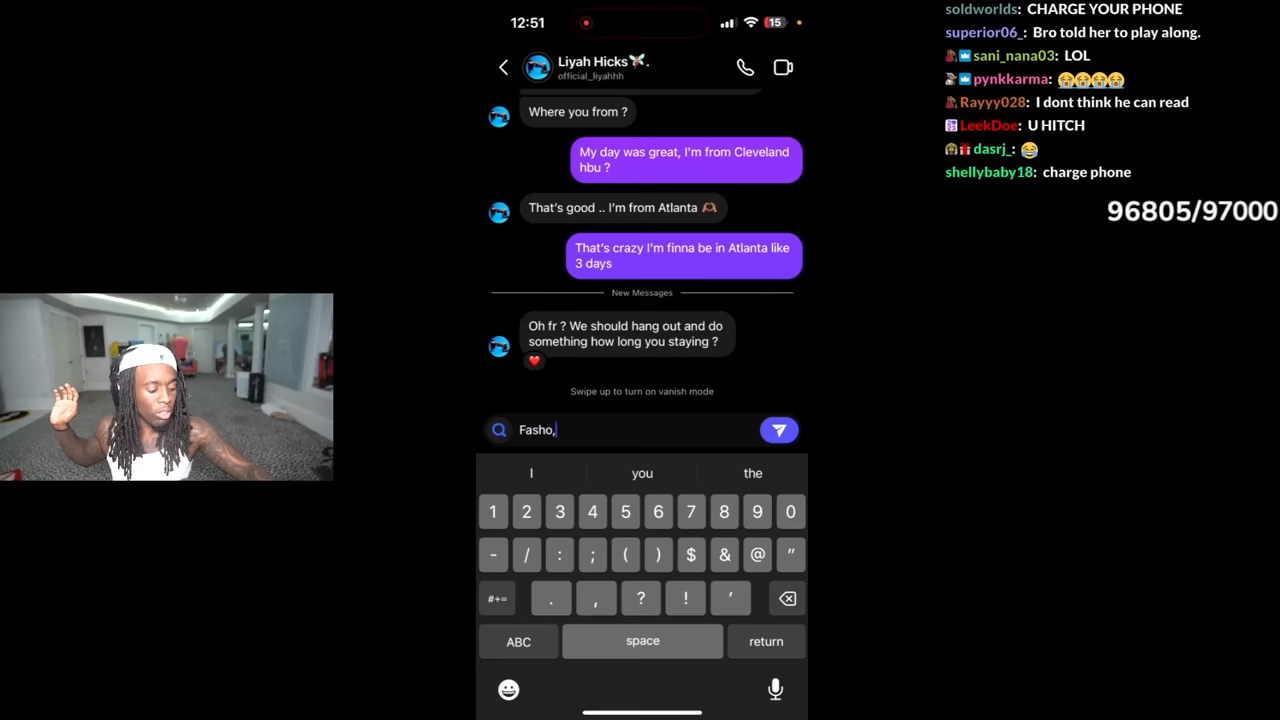 12:51
15
Liyah Hicks
official_liyahhh
Where you from ?
My day was great, I'm from Cleveland
hbu ?
That's good .. I'm from Atlanta
That's crazy I'm finna be in Atlanta like
3 days
New Messages
Oh fr ? We should hang out and do
something how long you staying ?
Swipe up to turn on vanish mode
Fasho,
I you the
1 2 3 4 5 6 7 8 9 0
- / : ; ( ) $ & @ "
#+= . , ? ! '
ABC space return
soldworlds: CHARGE YOUR PHONE
superior06_: Bro told her to play along.
sani_nana03: LOL
pynkkarma: 😭😭😭😭
Rayyy028: I dont think he can read
LeekDoe: U HITCH
dasrj_: 😂
shellybaby18: charge phone
96805/97000